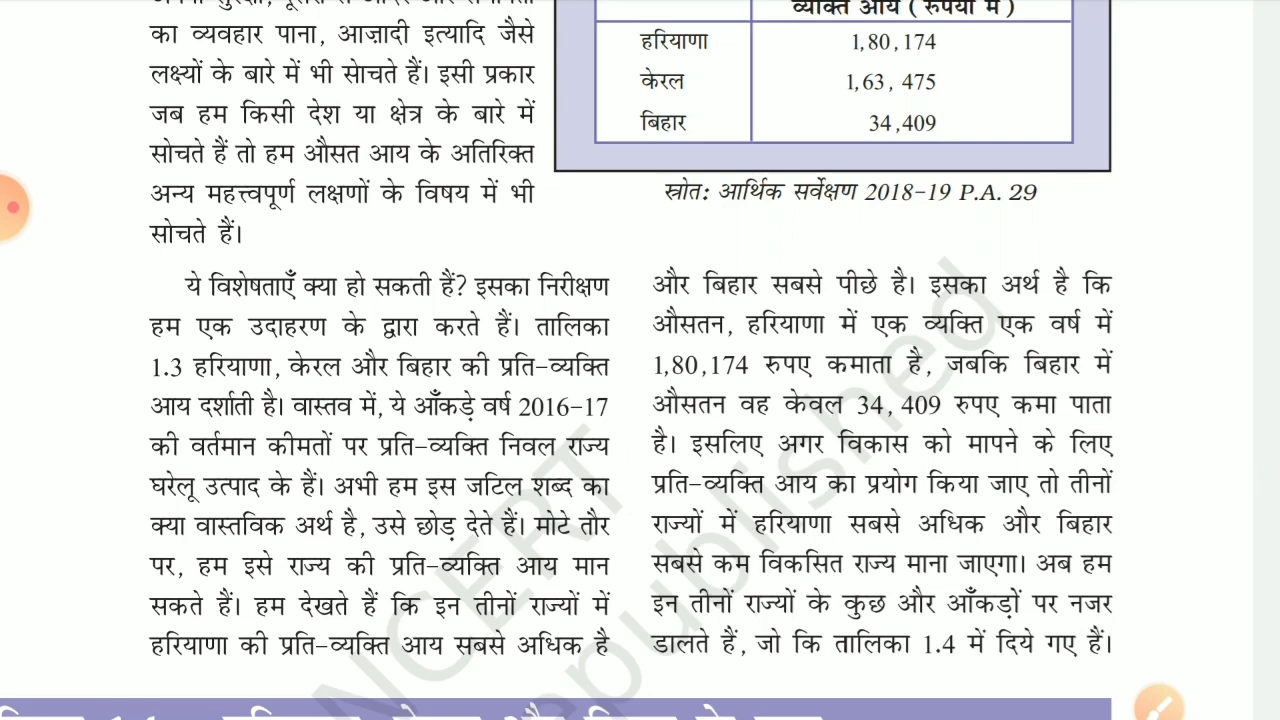 का व्यवहार पाना, आज़ादी इत्यादि जैसे
लक्ष्यों के बारे में भी सोचते हैं। इसी प्रकार
जब हम किसी देश या क्षेत्र के बारे में
सोचते हैं तो हम औसत आय के अतिरिक्त
अन्य महत्त्वपूर्ण लक्षणों के विषय में भी
सोचते हैं।
व्यक्ति आय ( रुपयों में )
हरियाणा 1,80,174
केरल 1,63, 475
बिहार 34,409
स्रोत: आर्थिक सर्वेक्षण 2018-19 P.A. 29
ये विशेषताएँ क्या हो सकती हैं? इसका निरीक्षण
हम एक उदाहरण के द्वारा करते हैं। तालिका
1.3 हरियाणा, केरल और बिहार की प्रति-व्यक्ति
आय दर्शाती है। वास्तव में, ये आँकड़े वर्ष 2016-17
की वर्तमान कीमतों पर प्रति-व्यक्ति निवल राज्य
घरेलू उत्पाद के हैं। अभी हम इस जटिल शब्द का
क्या वास्तविक अर्थ है, उसे छोड़ देते हैं। मोटे तौर
पर, हम इसे राज्य की प्रति-व्यक्ति आय मान
सकते हैं। हम देखते हैं कि इन तीनों राज्यों में
हरियाणा की प्रति-व्यक्ति आय सबसे अधिक है
और बिहार सबसे पीछे है। इसका अर्थ है कि
औसतन, हरियाणा में एक व्यक्ति एक वर्ष में
1,80,174 रुपए कमाता है, जबकि बिहार में
औसतन वह केवल 34, 409 रुपए कमा पाता
है। इसलिए अगर विकास को मापने के लिए
प्रति-व्यक्ति आय का प्रयोग किया जाए तो तीनों
राज्यों में हरियाणा सबसे अधिक और बिहार
सबसे कम विकसित राज्य माना जाएगा। अब हम
इन तीनों राज्यों के कुछ और आँकड़ों पर नजर
डालते हैं, जो कि तालिका 1.4 में दिये गए हैं।
NCERT
republished